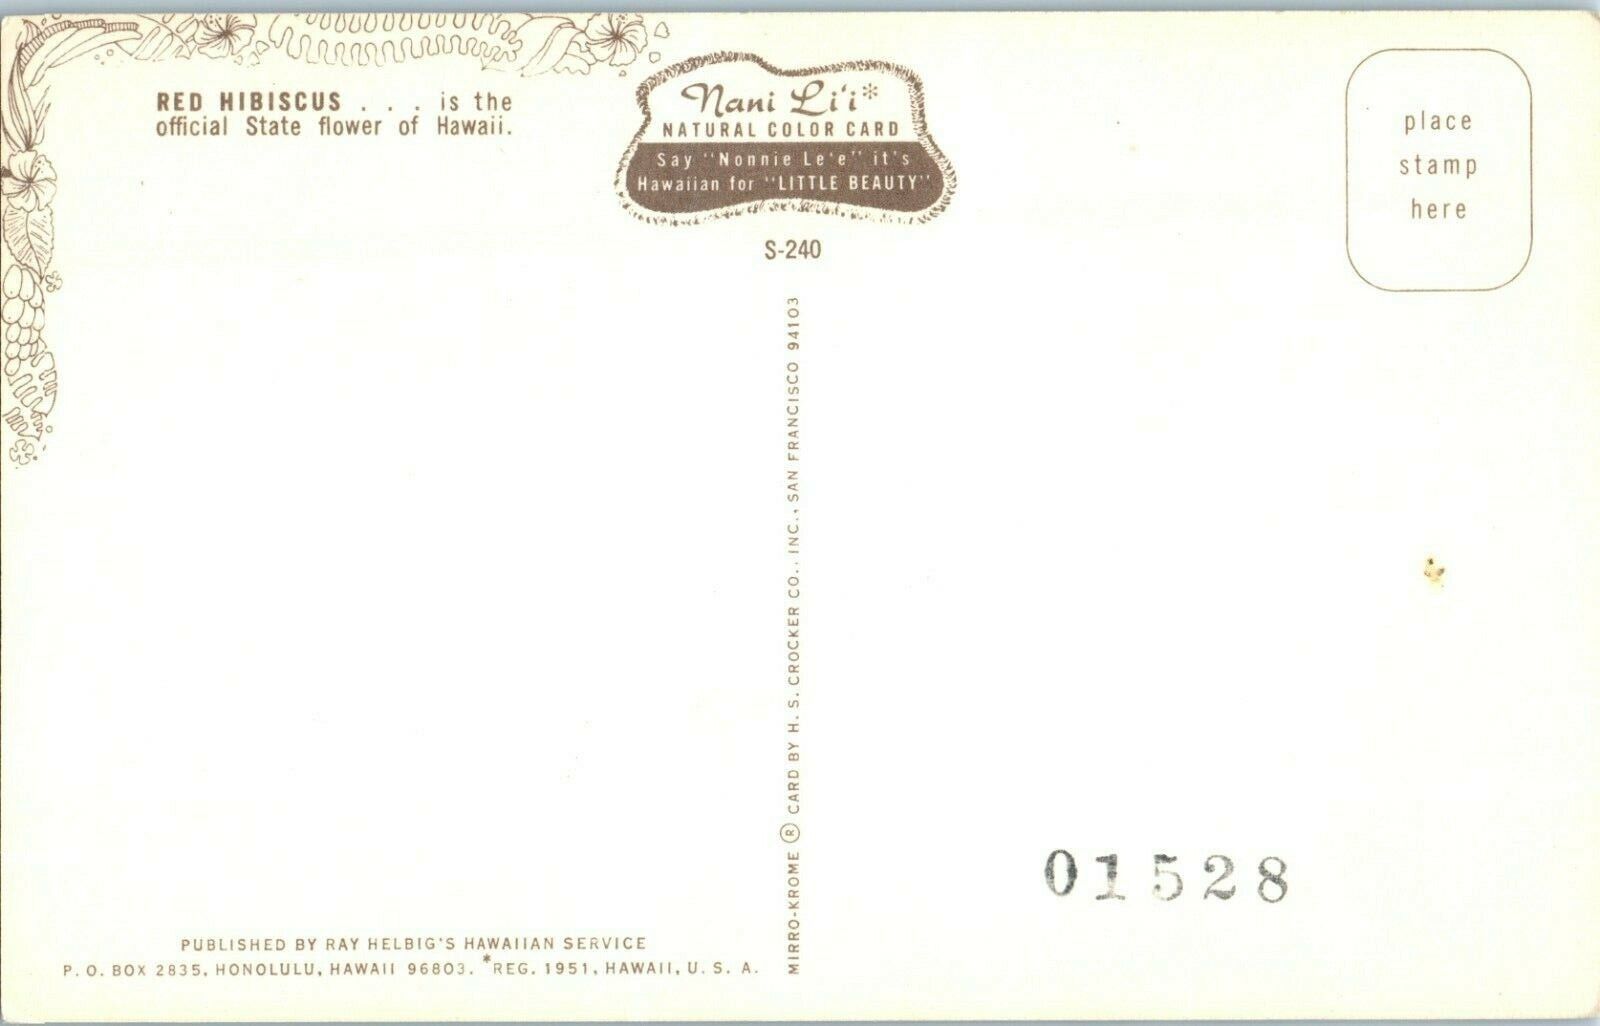 RED HIBISCUS . . . is the
official State flower of Hawaii.
Nani Li'i*
NATURAL COLOR CARD
Say "Nonnie Le'e" it's
Hawaiian for "LITTLE BEAUTY"
S-240
place
stamp
here
MIRRO-KROME ® CARD BY H. S. CROCKER CO., INC., SAN FRANCISCO 94103
01528
PUBLISHED BY RAY HELBIG'S HAWAIIAN SERVICE
P. O. BOX 2835, HONOLULU, HAWAII 96803. *REG. 1951, HAWAII, U. S. A.